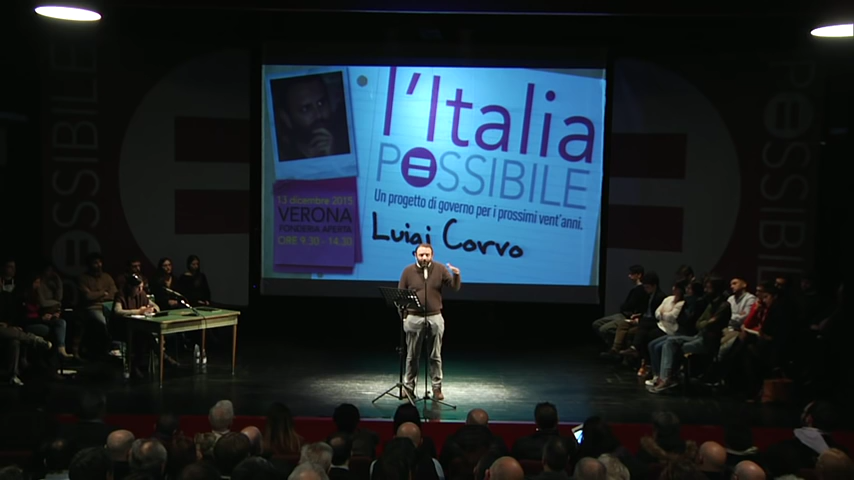 l'Italia
POSSIBILE
Un progetto di governo per i prossimi vent'anni.
13 dicembre 2015
VERONA
FONDERIA APERTA
ORE 9.30 - 14.30
Luigi Corvo
POSSIBILE
POSSIBILE